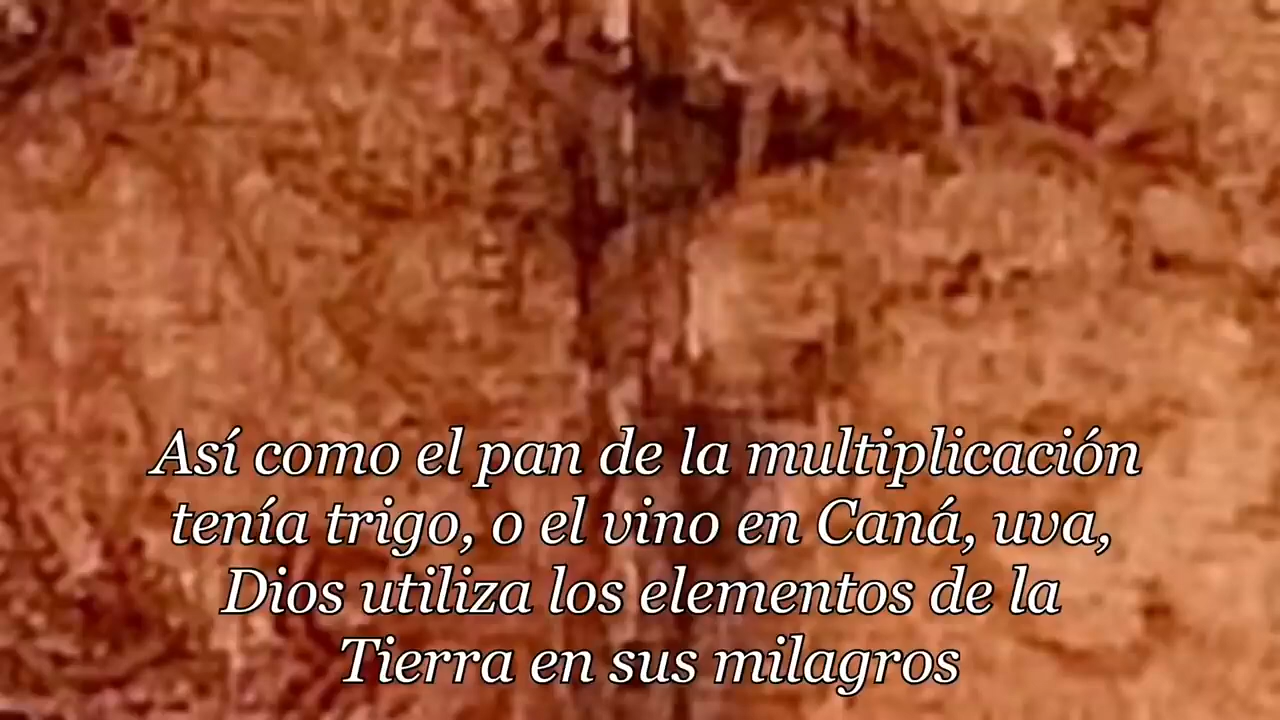 Así como el pan de la multiplicación
tenía trigo, o el vino en Caná, uva,
Dios utiliza los elementos de la
Tierra en sus milagros